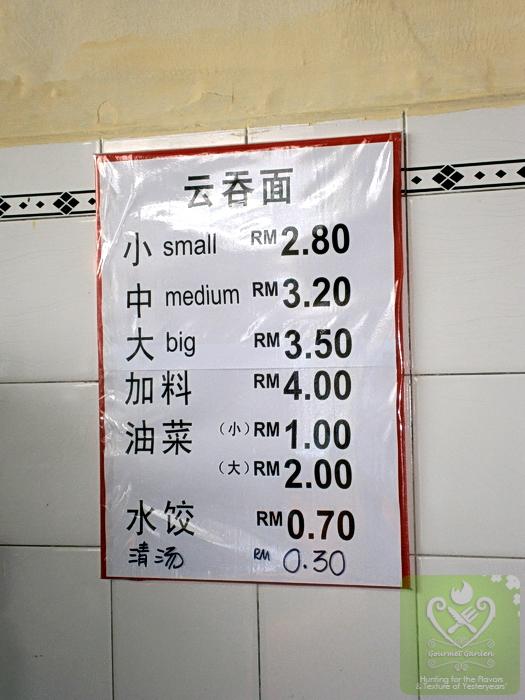 云吞面
小 small RM 2.80
中 medium RM 3.20
大 big RM 3.50
加料 RM 4.00
油菜 (小) RM 1.00
(大) RM 2.00
水饺 RM 0.70
清汤 RM 0.30
Gourmet Garden
Hunting for the Flavors
& Texture of Yesteryears